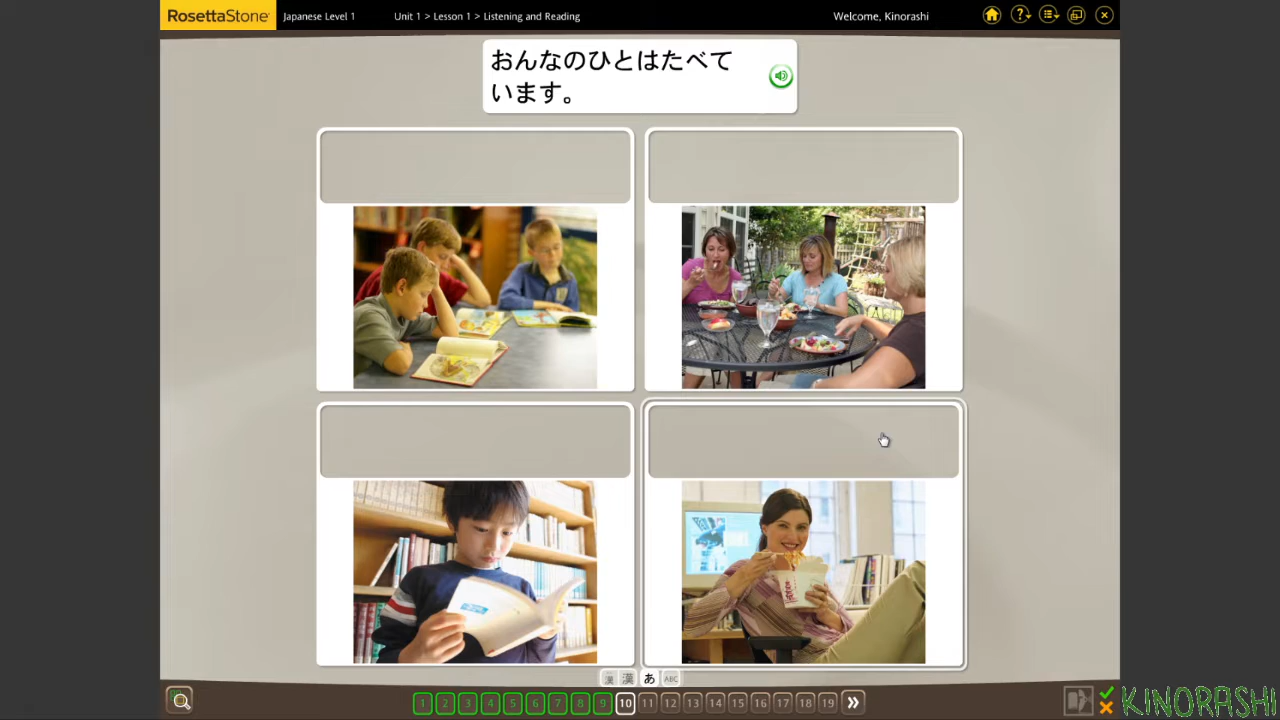 RosettaStone
Japanese Level 1
Unit 1 > Lesson 1 > Listening and Reading
Welcome, Kinorashi
おんなのひとはたべて
います。
漢 漢 あ ABC
1 2 3 4 5 6 7 8 9 10 11 12 13 14 15 16 17 18 19
KINORASHI